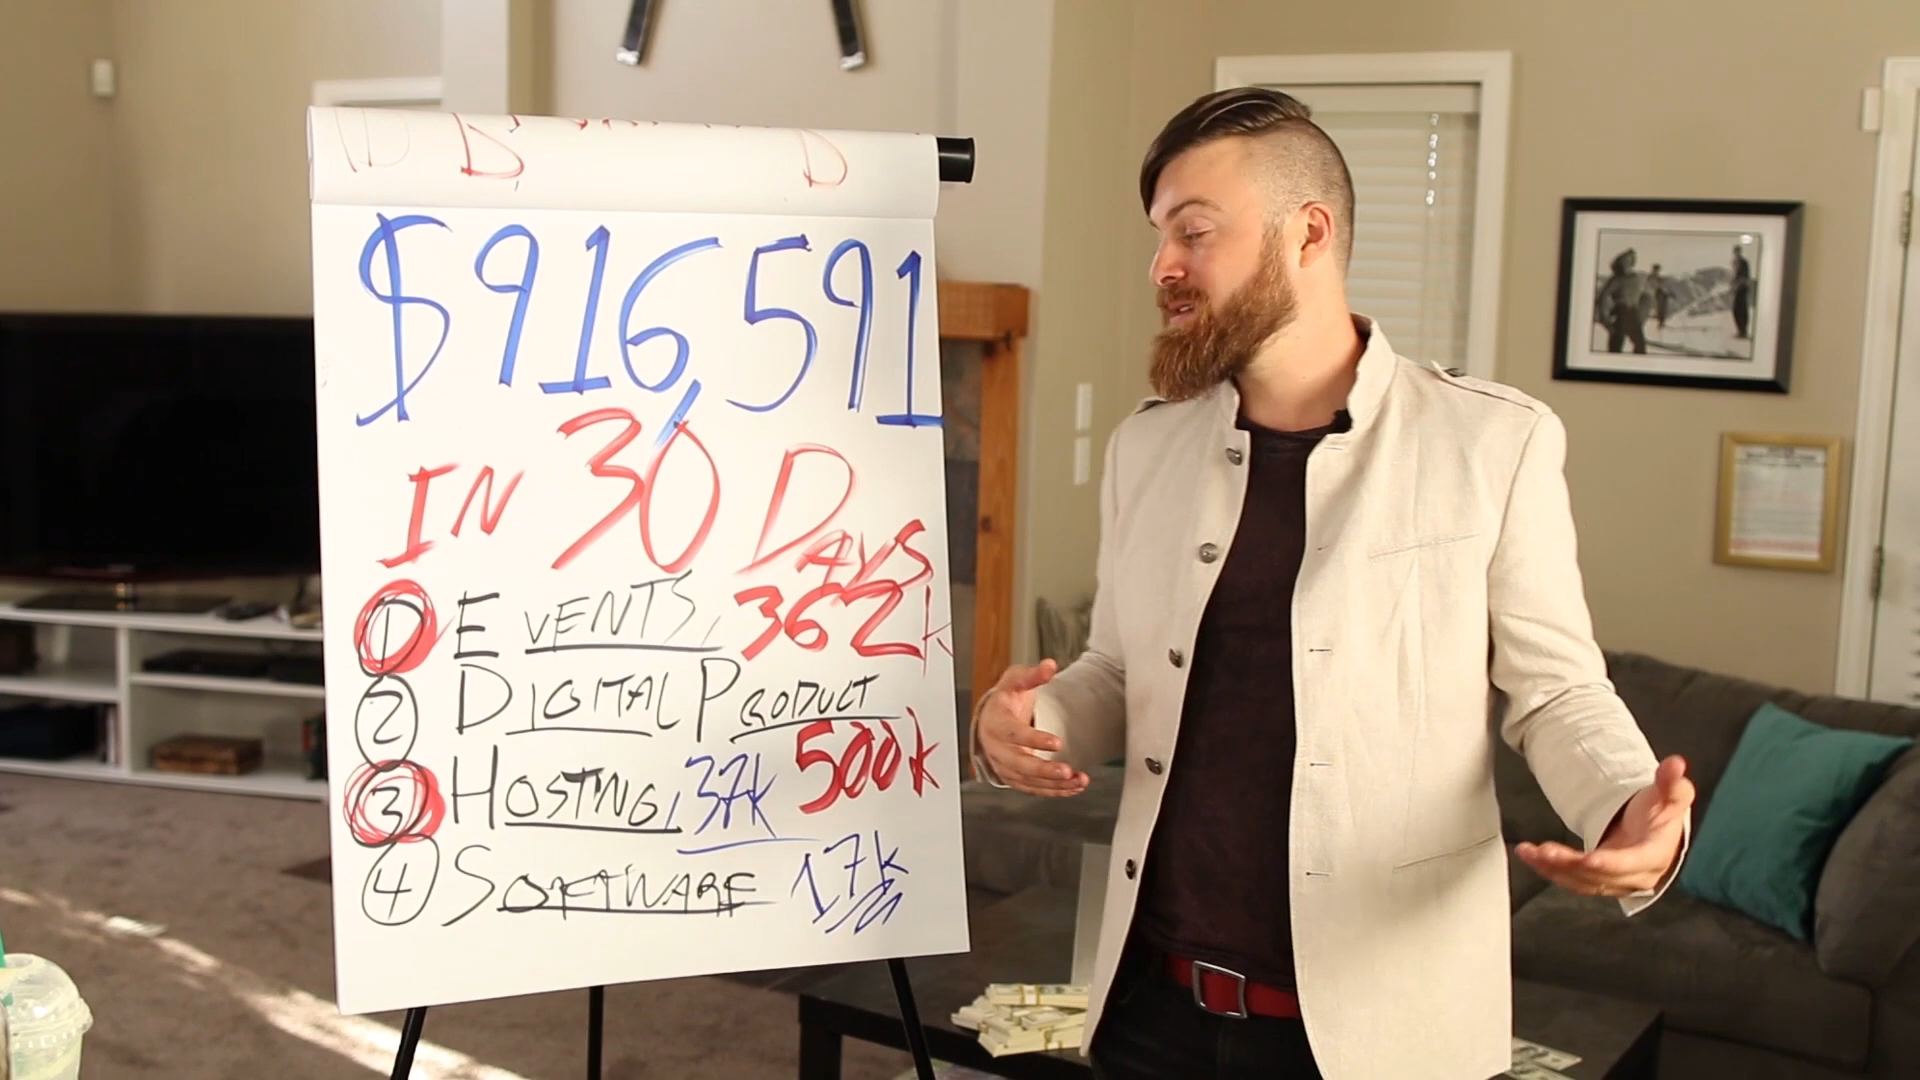 $916,591
IN 30 DAYS
1 EVENTS, 362k
2 DIGITAL PRODUCT
500k
3 HOSTING, 37k
4 SOFTWARE 17k